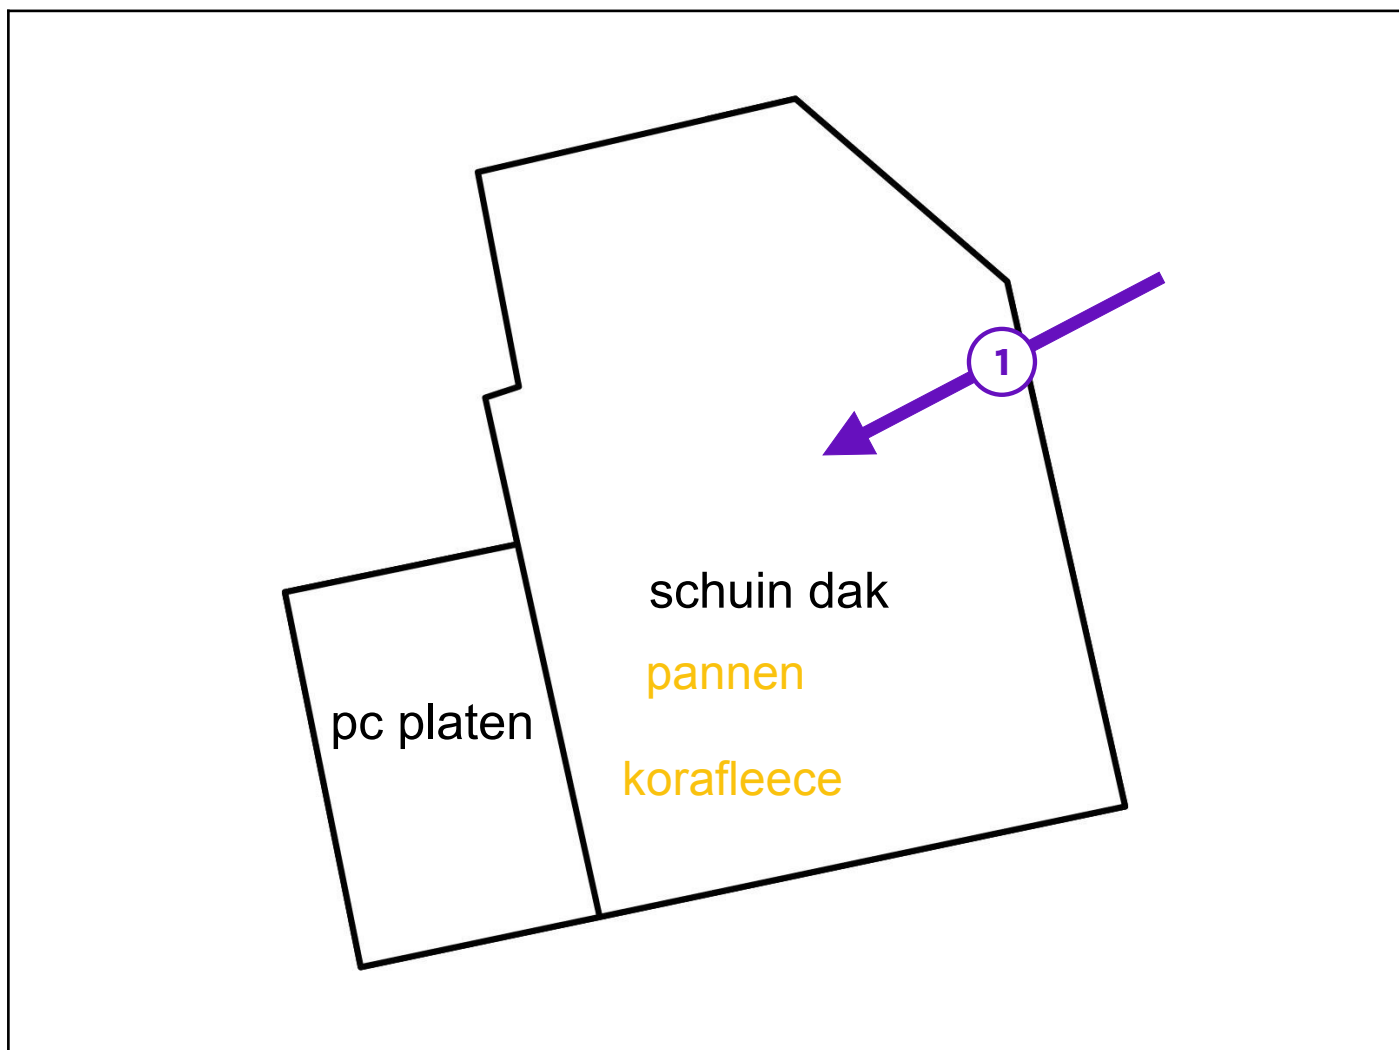 1
schuin dak
pannen
pc platen
korafleece